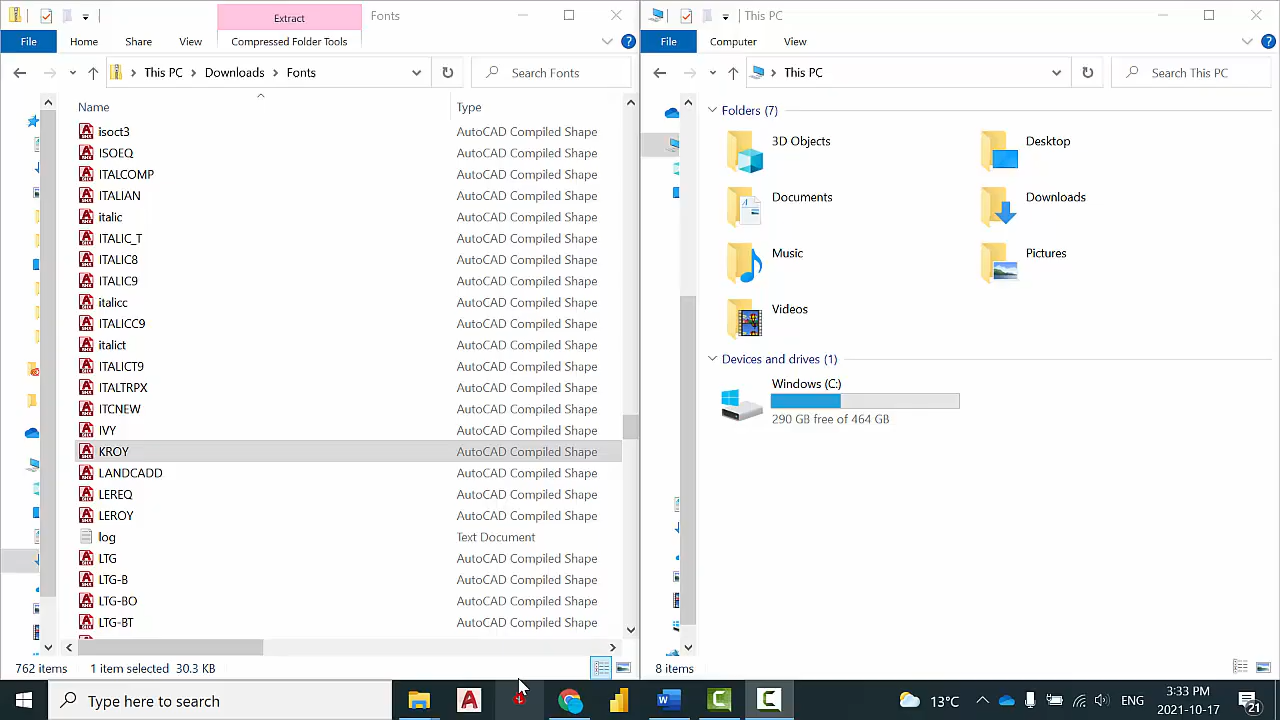 Extract
Fonts
File
Home
Share
View
Compressed Folder Tools
This PC
Downloads
Fonts
Search Fonts
Name
Type
isoct3 AutoCAD Compiled Shape
ISOEQ AutoCAD Compiled Shape
ITALCOMP AutoCAD Compiled Shape
ITALIAN AutoCAD Compiled Shape
italic AutoCAD Compiled Shape
ITALIC_T AutoCAD Compiled Shape
ITALIC8 AutoCAD Compiled Shape
ITALIC9 AutoCAD Compiled Shape
italicc AutoCAD Compiled Shape
ITALICC9 AutoCAD Compiled Shape
italict AutoCAD Compiled Shape
ITALICT9 AutoCAD Compiled Shape
ITALTRPX AutoCAD Compiled Shape
ITCNEW AutoCAD Compiled Shape
IVT AutoCAD Compiled Shape
KROY AutoCAD Compiled Shape
LANDCADD AutoCAD Compiled Shape
LEREQ AutoCAD Compiled Shape
LEROY AutoCAD Compiled Shape
log Text Document
LTG AutoCAD Compiled Shape
LTG-B AutoCAD Compiled Shape
LTG-BO AutoCAD Compiled Shape
LTG-BT AutoCAD Compiled Shape
762 items 1 item selected 30.3 KB
This PC
File
Computer
View
This PC
Search This PC
Folders (7)
3D Objects
Desktop
Documents
Downloads
Music
Pictures
Videos
Devices and drives (1)
Windows (C:)
290 GB free of 464 GB
8 items
Type here to search
13°C
ENG
3:33 PM
2021-10-17
21